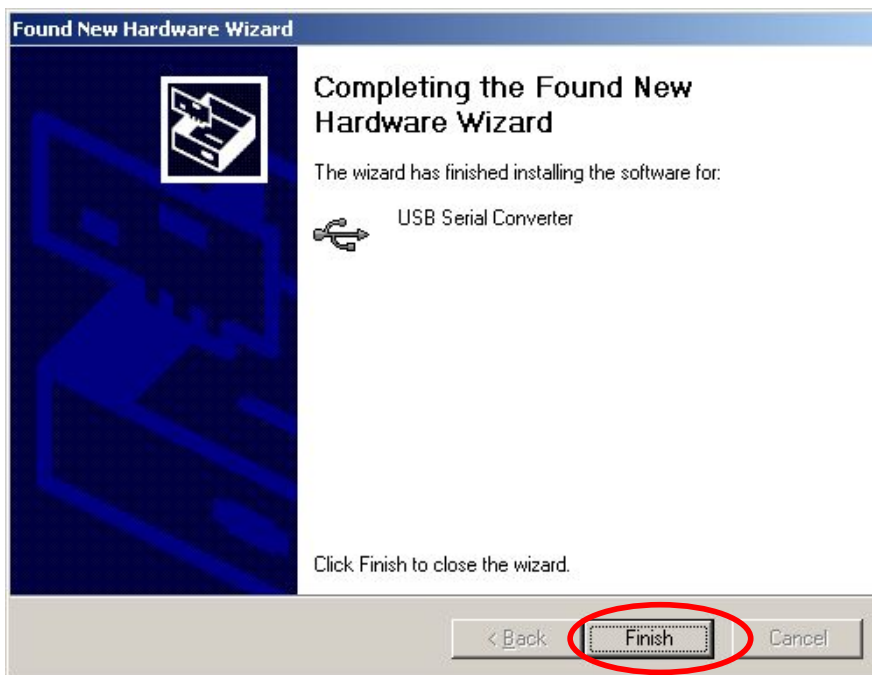 Found New Hardware Wizard
Completing the Found New
Hardware Wizard
The wizard has finished installing the software for:
USB Serial Converter
Click Finish to close the wizard.
< Back
Finish
Cancel